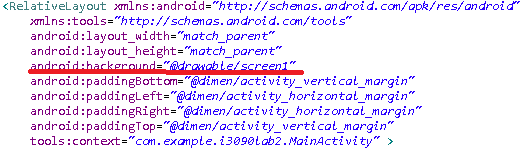 <RelativeLayout xmlns:android="http://schemas.android.com/apk/res/android"
xmlns:tools="http://schemas.android.com/tools"
android:layout_width="match_parent"
android:layout_height="match_parent"
android:background="@drawable/screen1"
android:paddingBottom="@dimen/activity_vertical_margin"
android:paddingLeft="@dimen/activity_horizontal_margin"
android:paddingRight="@dimen/activity_horizontal_margin"
android:paddingTop="@dimen/activity_vertical_margin"
tools:context="com.example.i3090lab2.MainActivity" >